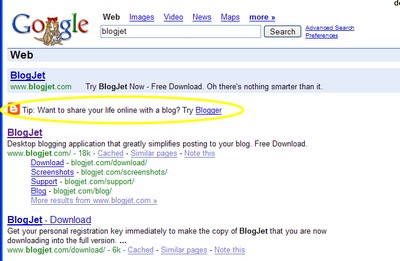 de
Google
Web Images Video News Maps more »
blogjet Search Advanced Search
Preferences
Web
BlogJet
www.blogjet.com Try BlogJet Now - Free Download. Oh there's nothing smarter than it.
Tip: Want to share your life online with a blog? Try Blogger
BlogJet
Desktop blogging application that greatly simplifies posting to your blog. Free Download.
www.blogjet.com/ - 18k - Cached - Similar pages - Note this
Download - blogjet.com/download/
Screenshots - blogjet.com/screenshots/
Support - blogjet.com/support/
Blog - blogjet.com/blog/
More results from www.blogjet.com »
BlogJet - Download
Get your personal registration key immediately to make the copy of BlogJet that you are now
downloading into the full version ...
www.blogjet.com/download/ - 6k - Cached - Similar pages - Note this